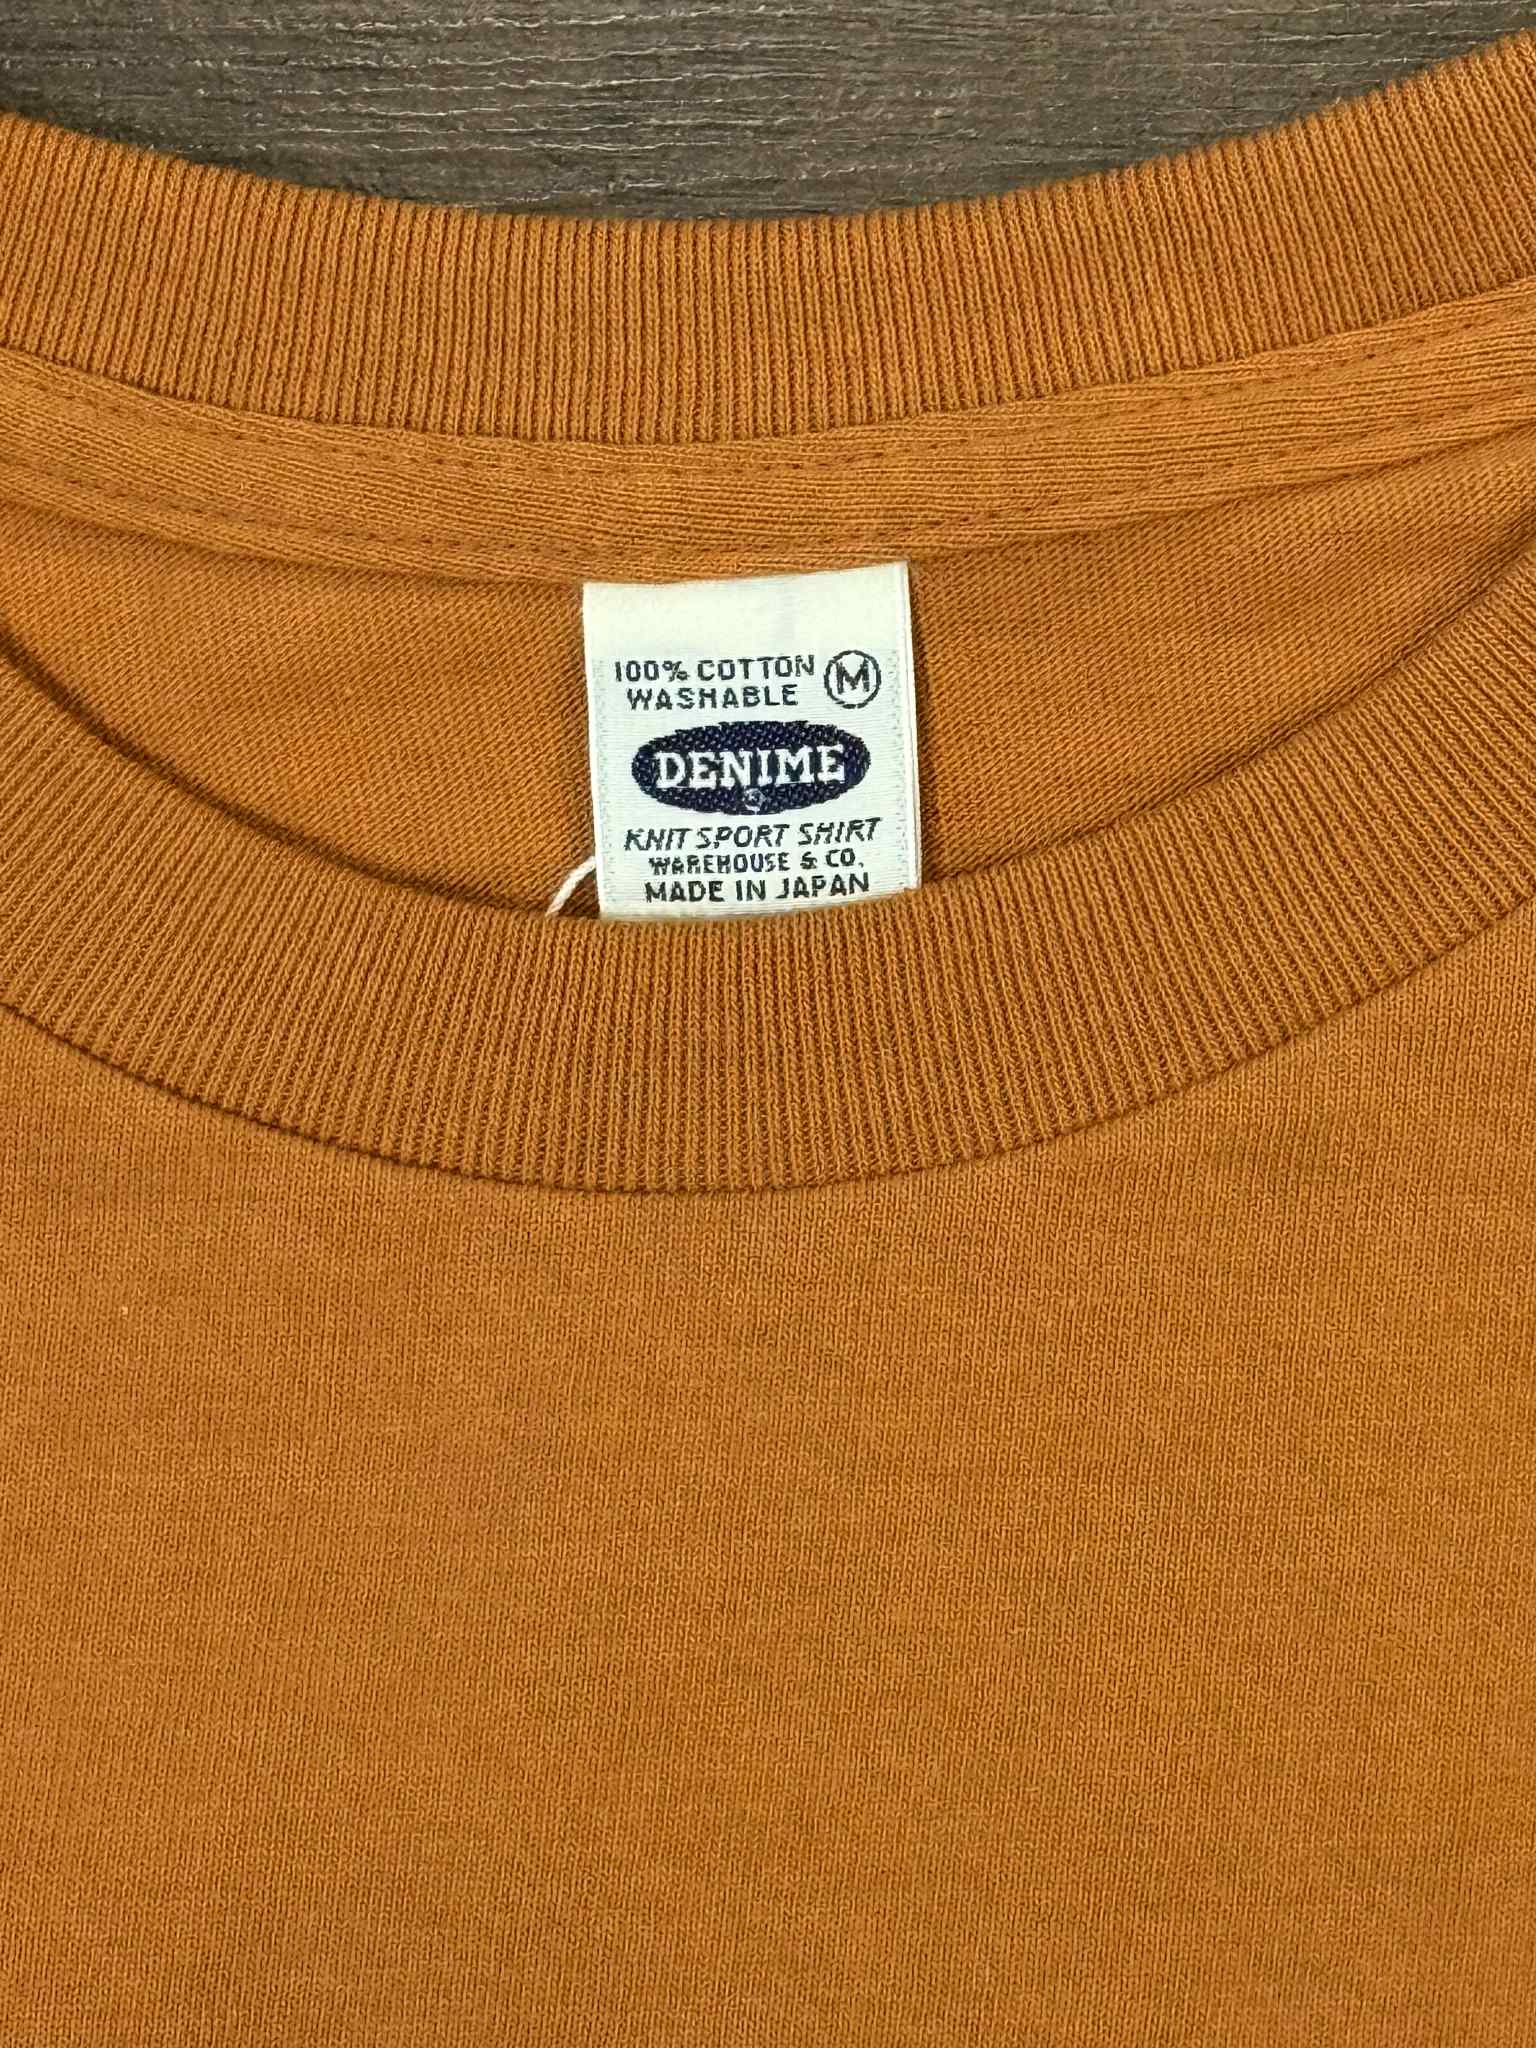 100% COTTON Ⓜ
WASHABLE
DENIME
®
KNIT SPORT SHIRT
WAREHOUSE & CO.
MADE IN JAPAN